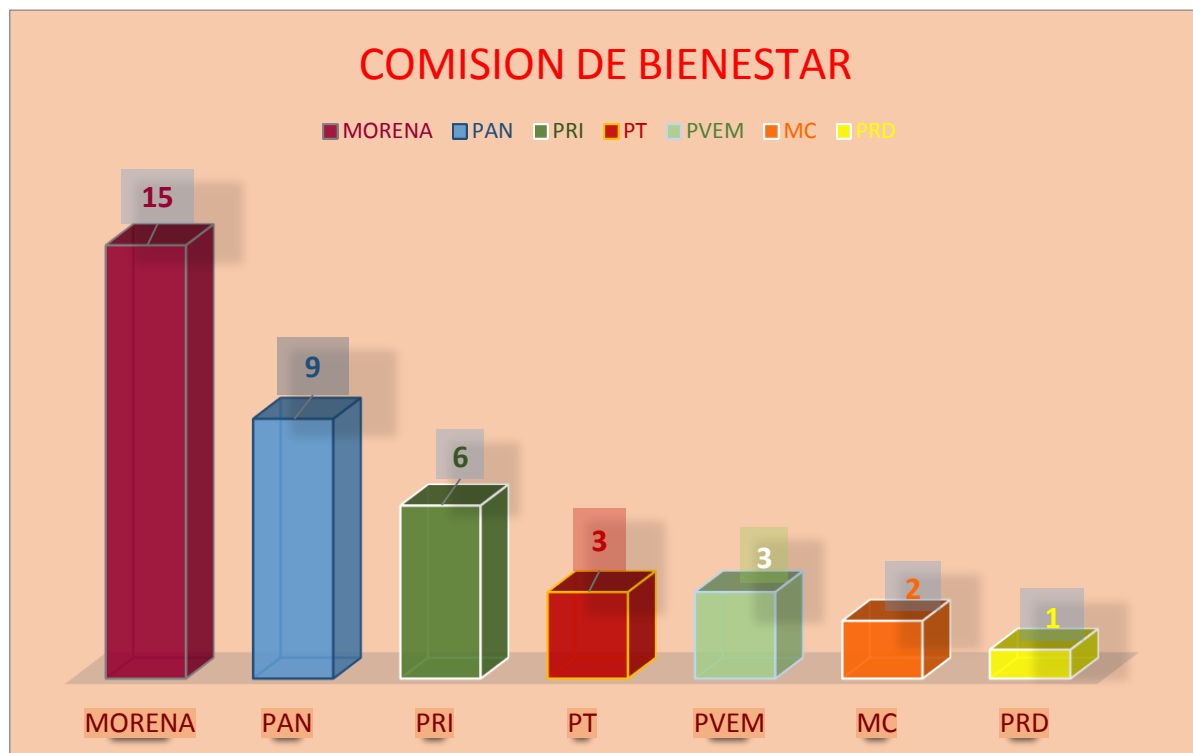 COMISION DE BIENESTAR
MORENA PAN PRI PT PVEM MC PRD
15
9
6
3
3
2
1
MORENA PAN PRI PT PVEM MC PRD